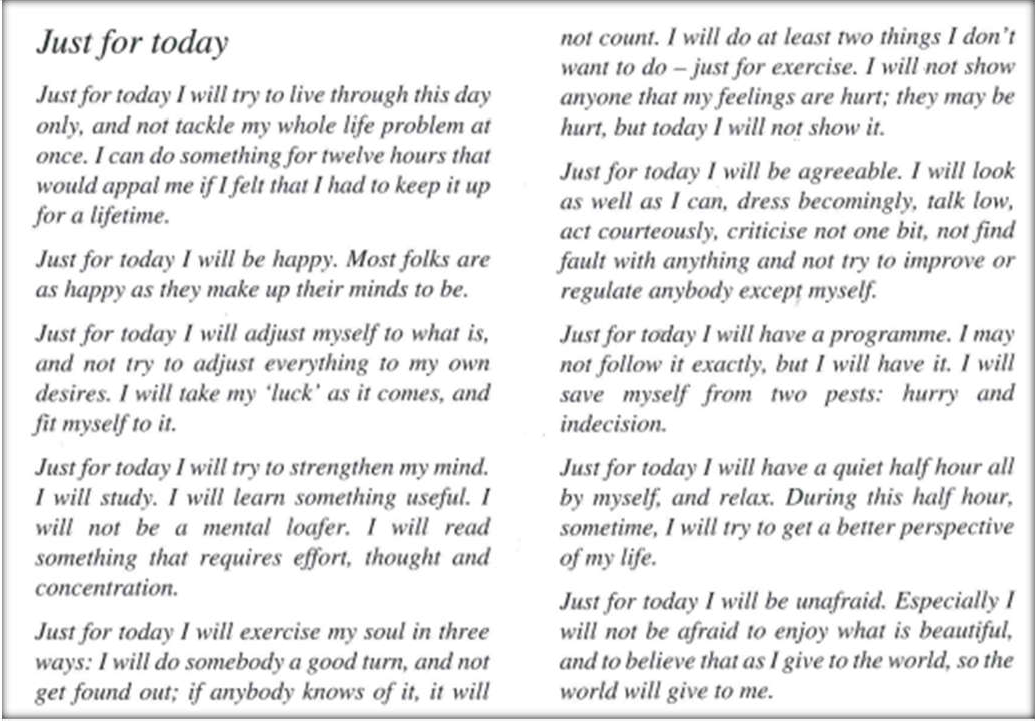 Just for today
Just for today I will try to live through this day
only, and not tackle my whole life problem at
once. I can do something for twelve hours that
would appal me if I felt that I had to keep it up
for a lifetime.
Just for today I will be happy. Most folks are
as happy as they make up their minds to be.
Just for today I will adjust myself to what is,
and not try to adjust everything to my own
desires. I will take my ‘luck’ as it comes, and
fit myself to it.
Just for today I will try to strengthen my mind.
I will study. I will learn something useful. I
will not be a mental loafer. I will read
something that requires effort, thought and
concentration.
Just for today I will exercise my soul in three
ways: I will do somebody a good turn, and not
get found out; if anybody knows of it, it will
not count. I will do at least two things I don’t
want to do – just for exercise. I will not show
anyone that my feelings are hurt; they may be
hurt, but today I will not show it.
Just for today I will be agreeable. I will look
as well as I can, dress becomingly, talk low,
act courteously, criticise not one bit, not find
fault with anything and not try to improve or
regulate anybody except myself.
Just for today I will have a programme. I may
not follow it exactly, but I will have it. I will
save myself from two pests: hurry and
indecision.
Just for today I will have a quiet half hour all
by myself, and relax. During this half hour,
sometime, I will try to get a better perspective
of my life.
Just for today I will be unafraid. Especially I
will not be afraid to enjoy what is beautiful,
and to believe that as I give to the world, so the
world will give to me.